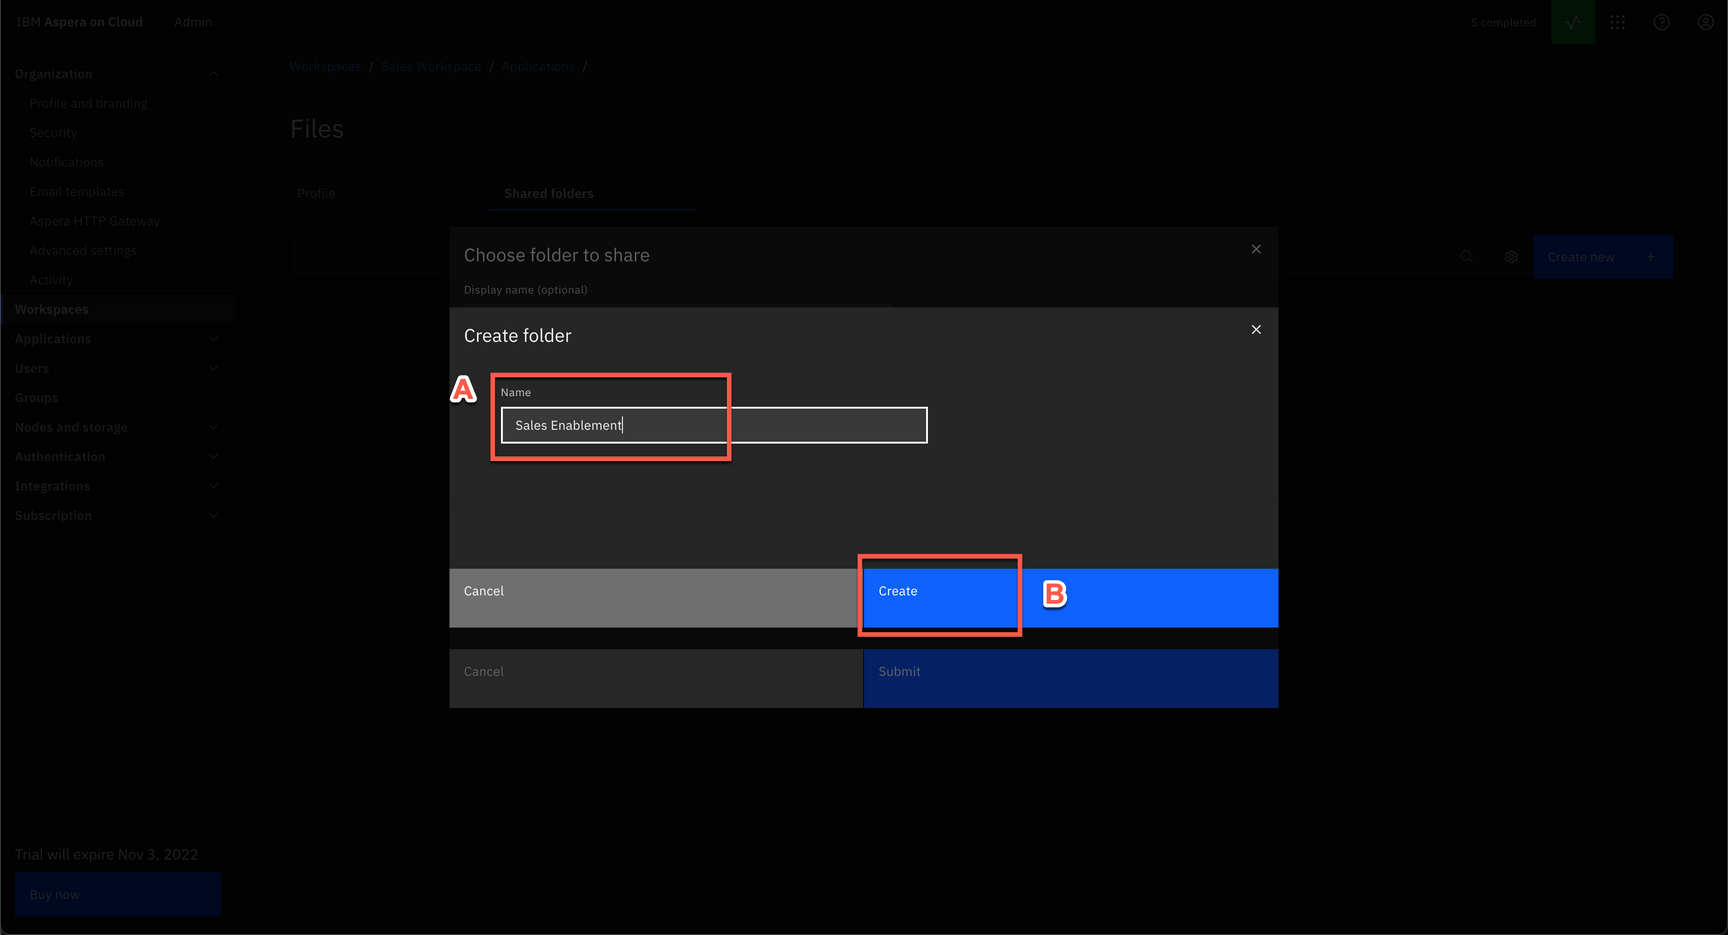 IBM Aspera on Cloud Admin 5 completed
Organization
Profile and branding
Security
Notifications
Email templates
Aspera HTTP Gateway
Advanced settings
Activity
Workspaces
Applications
Users
Groups
Nodes and storage
Authentication
Integrations
Subscription
Trial will expire Nov 3, 2022
Buy now
Workspaces / Sales Workspace / Applications /
Files
Profile Shared folders
Create new +
Choose folder to share
Display name (optional)
Create folder
A
Name
Sales Enablement
Cancel Create B
Cancel Submit